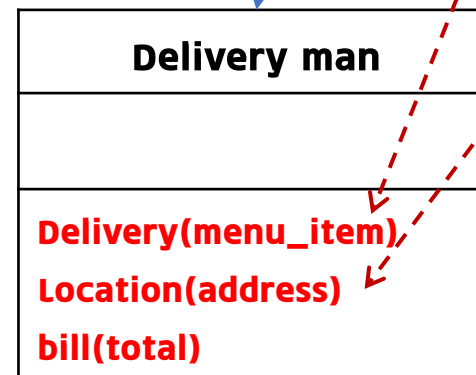 Delivery man
Delivery(menu_item)
Location(address)
bill(total)